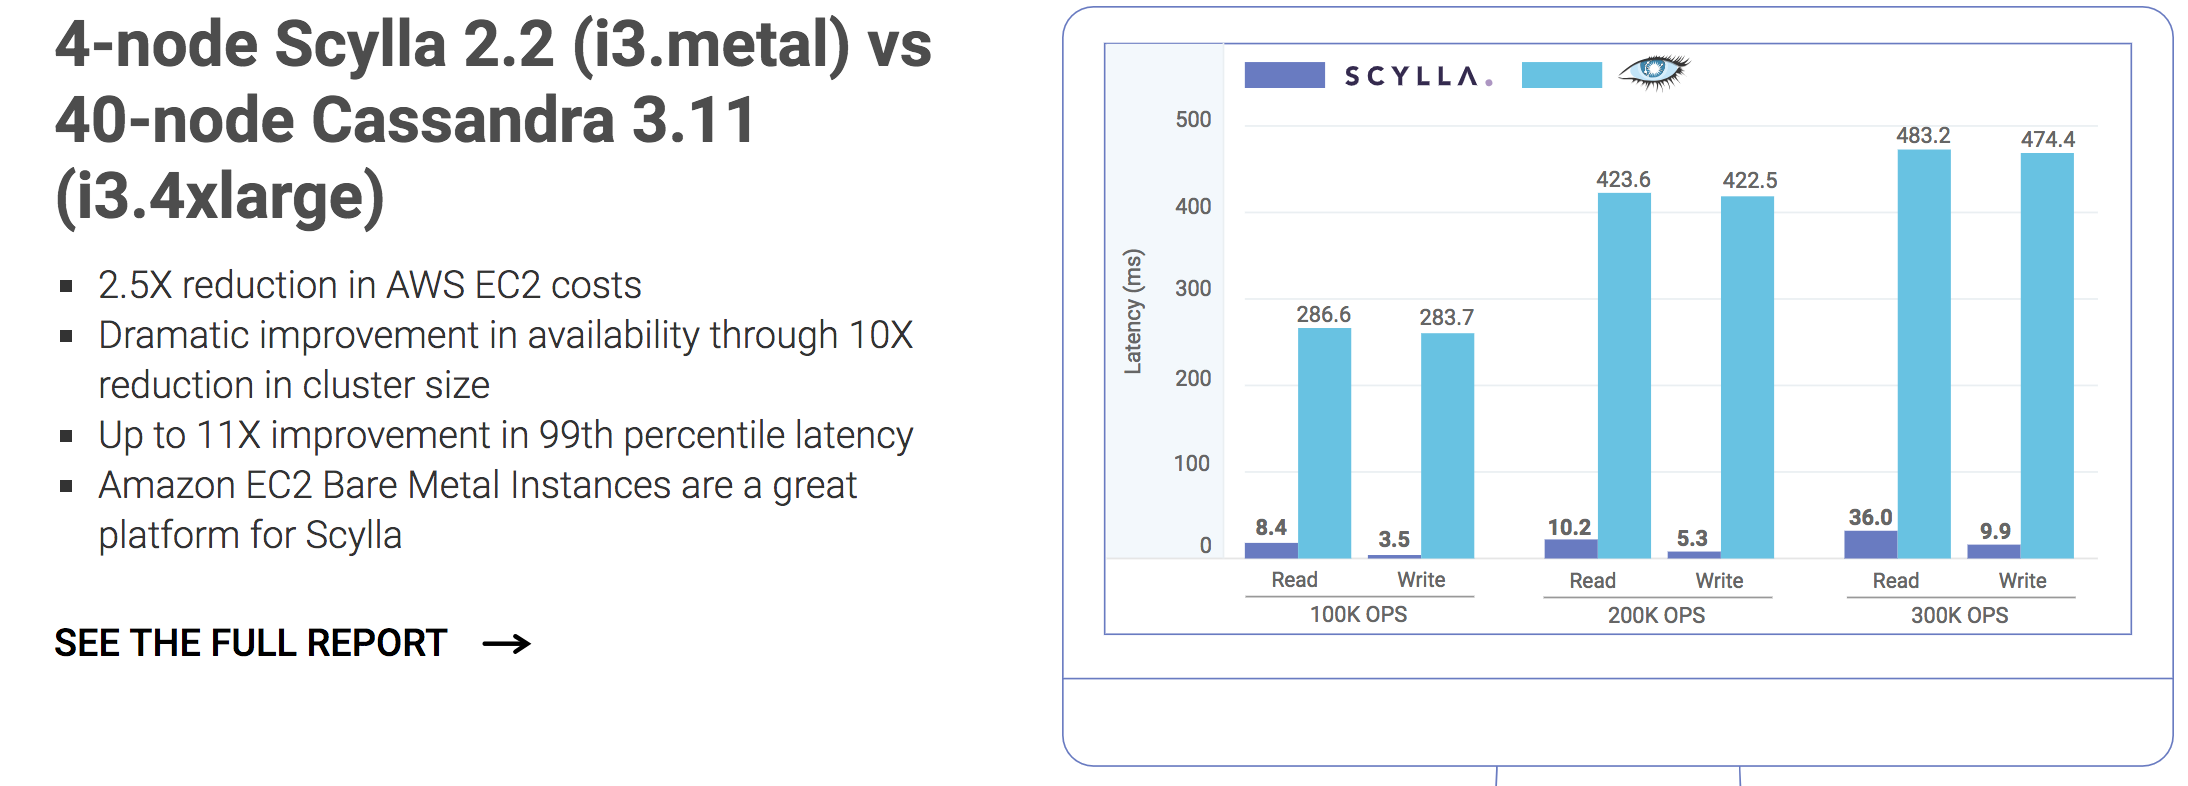 4-node Scylla 2.2 (i3.metal) vs
40-node Cassandra 3.11
(i3.4xlarge)
2.5X reduction in AWS EC2 costs
Dramatic improvement in availability through 10X
reduction in cluster size
Up to 11X improvement in 99th percentile latency
Amazon EC2 Bare Metal Instances are a great
platform for Scylla
SEE THE FULL REPORT →
SCYLLA.
Latency (ms)
500
400
300
200
100
0
8.4
286.6
3.5
283.7
10.2
423.6
5.3
422.5
36.0
483.2
9.9
474.4
Read Write Read Write Read Write
100K OPS 200K OPS 300K OPS